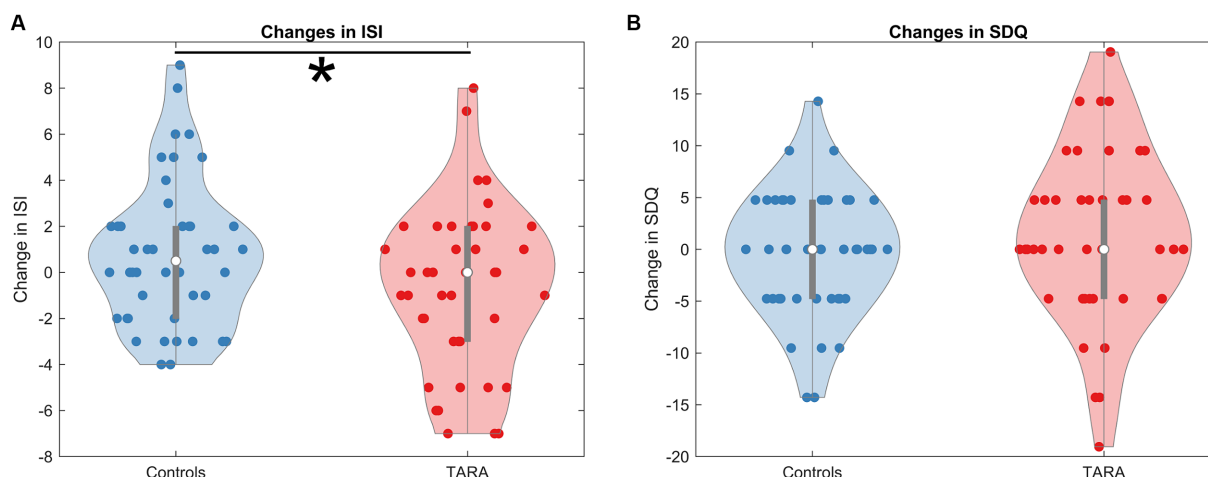 A
Changes in ISI
10
8
6
4
2
0
-2
-4
-6
-8
Change in ISI
*
Controls
TARA
B
Changes in SDQ
20
15
10
5
0
-5
-10
-15
-20
Change in SDQ
Controls
TARA